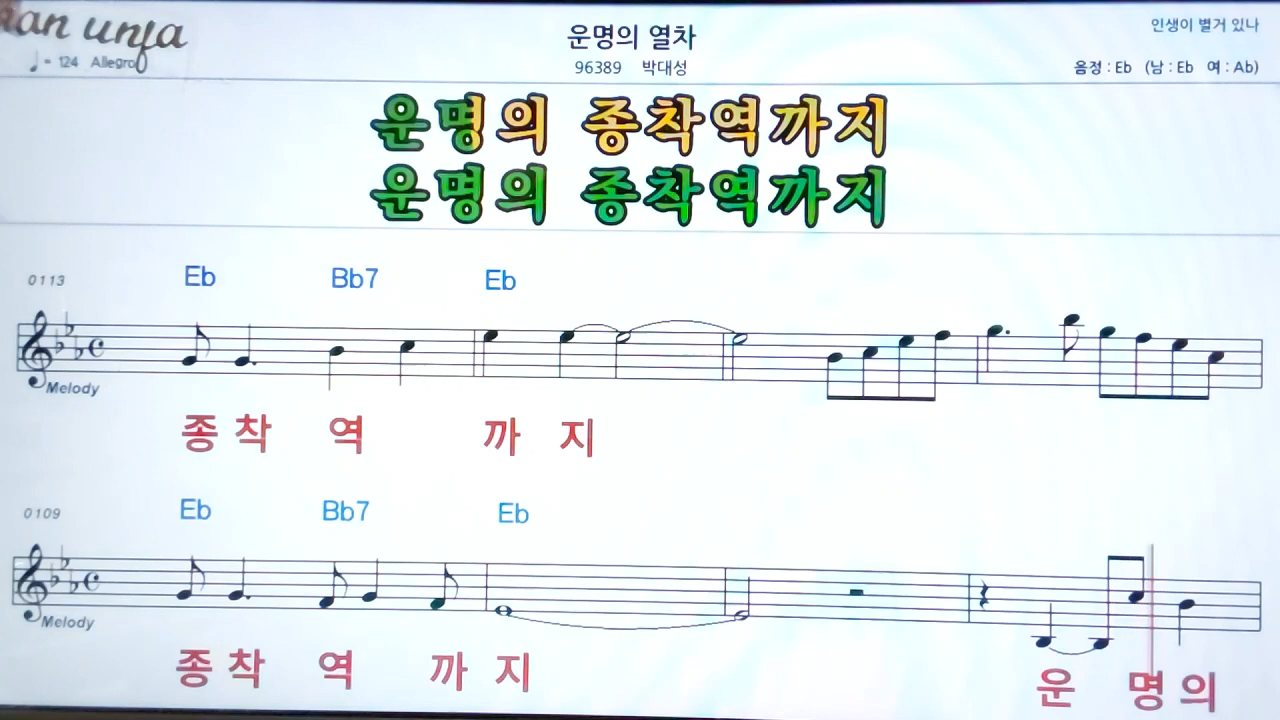 운명의 열차
인생이 별거 있나
♩= 124 Allegro
96389 박대성
음정 : Eb (남 : Eb 여 : Ab)
운명의 종착역까지
운명의 종착역까지
0113 Eb Bb7 Eb
Melody
종 착 역 까 지
0109 Eb Bb7 Eb
Melody
종 착 역 까 지 운 명 의